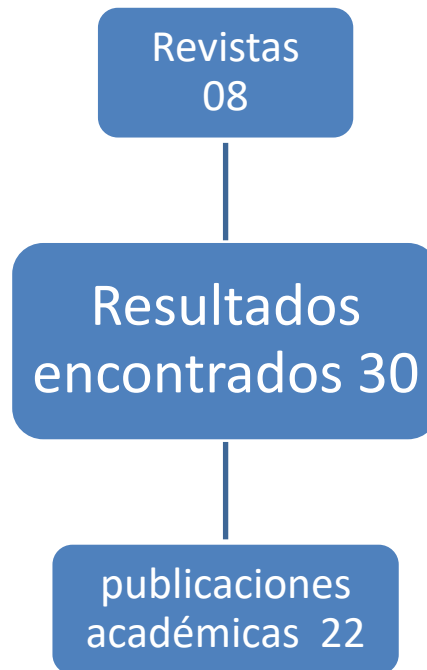 Revistas
08
Resultados
encontrados 30
publicaciones
académicas 22